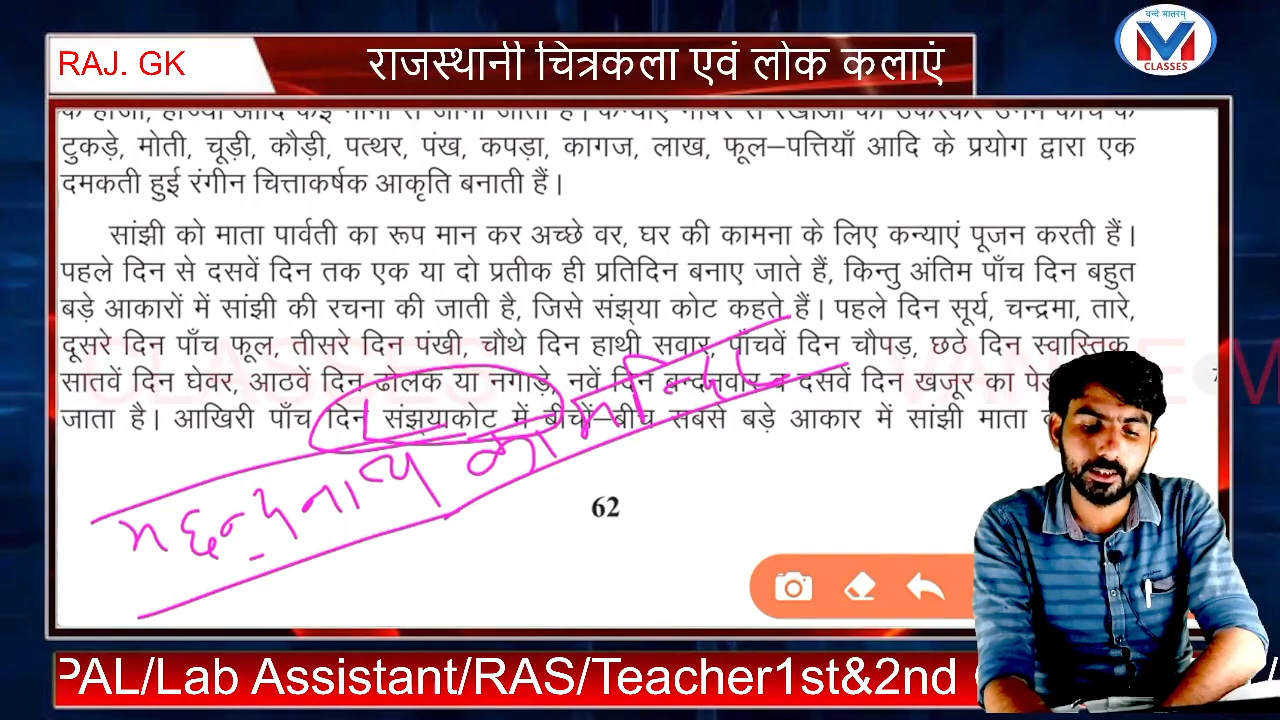 वन्दे मातरम्
CLASSES
RAJ. GK
राजस्थानी चित्रकला एवं लोक कलाएं
टुकड़े, मोती, चूड़ी, कौड़ी, पत्थर, पंख, कपड़ा, कागज, लाख, फूल–पत्तियाँ आदि के प्रयोग द्वारा एक
दमकती हुई रंगीन चित्ताकर्षक आकृति बनाती हैं।
सांझी को माता पार्वती का रूप मान कर अच्छे वर, घर की कामना के लिए कन्याएं पूजन करती हैं।
पहले दिन से दसवें दिन तक एक या दो प्रतीक ही प्रतिदिन बनाए जाते हैं, किन्तु अंतिम पाँच दिन बहुत
बड़े आकारों में सांझी की रचना की जाती है, जिसे संझ्या कोट कहते हैं। पहले दिन सूर्य, चन्द्रमा, तारे,
दूसरे दिन पाँच फूल, तीसरे दिन पंखी, चौथे दिन हाथी सवार, पाँचवें दिन चौपड़, छठे दिन स्वास्तिक,
सातवें दिन घेवर, आठवें दिन ढोलक या नगाड़े, नवें दिन बन्दनवार व दसवें दिन खजूर का पेड़
जाता है। आखिरी पाँच दिन संझ्याकोट में बीचों–बीच सबसे बड़े आकार में सांझी माता
का मन्दिर
62
PAL/Lab Assistant/RAS/Teacher1st&2nd